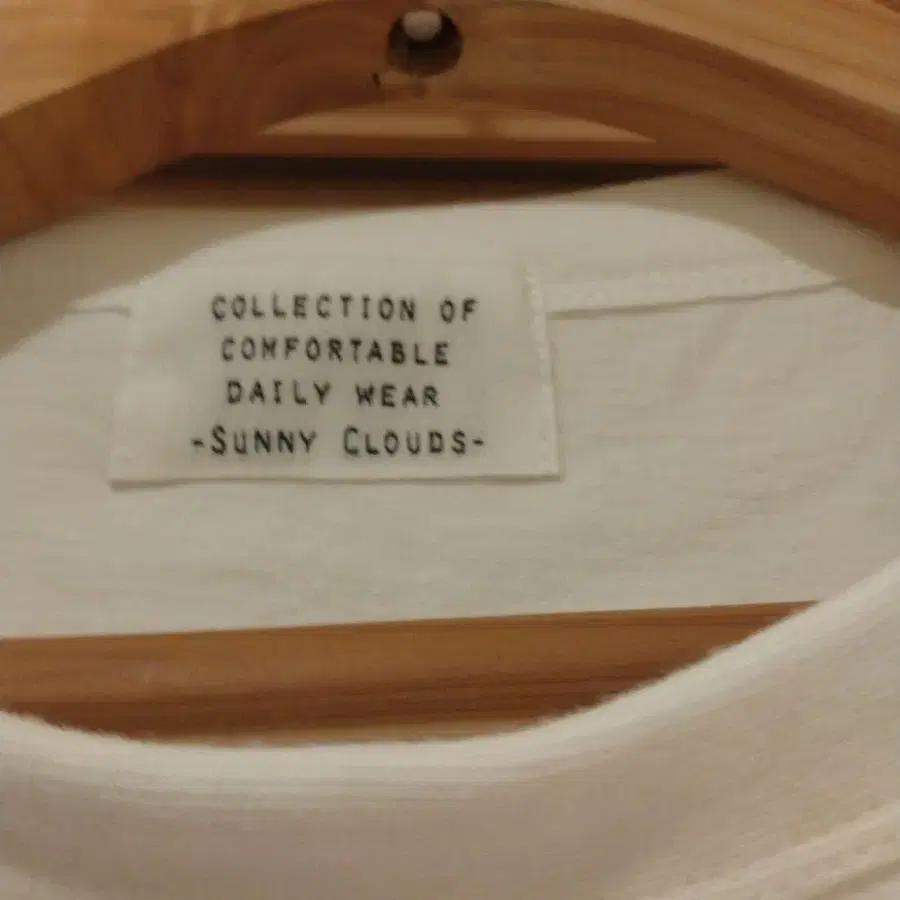 COLLECTION OF
COMFORTABLE
DAILY WEAR
-SUNNY CLOUDS-